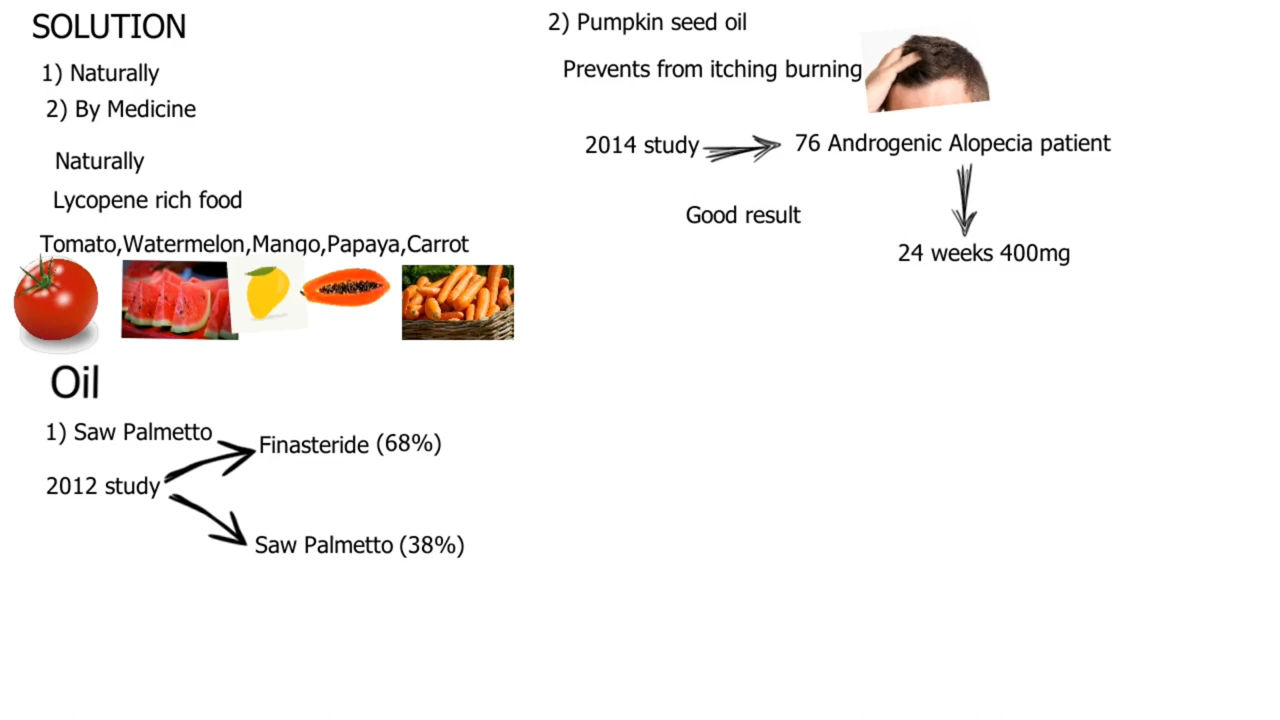 SOLUTION
1) Naturally
2) By Medicine
Naturally
Lycopene rich food
Tomato,Watermelon,Mango,Papaya,Carrot
Oil
1) Saw Palmetto
Finasteride (68%)
2012 study
Saw Palmetto (38%)
2) Pumpkin seed oil
Prevents from itching burning
2014 study
76 Androgenic Alopecia patient
Good result
24 weeks 400mg